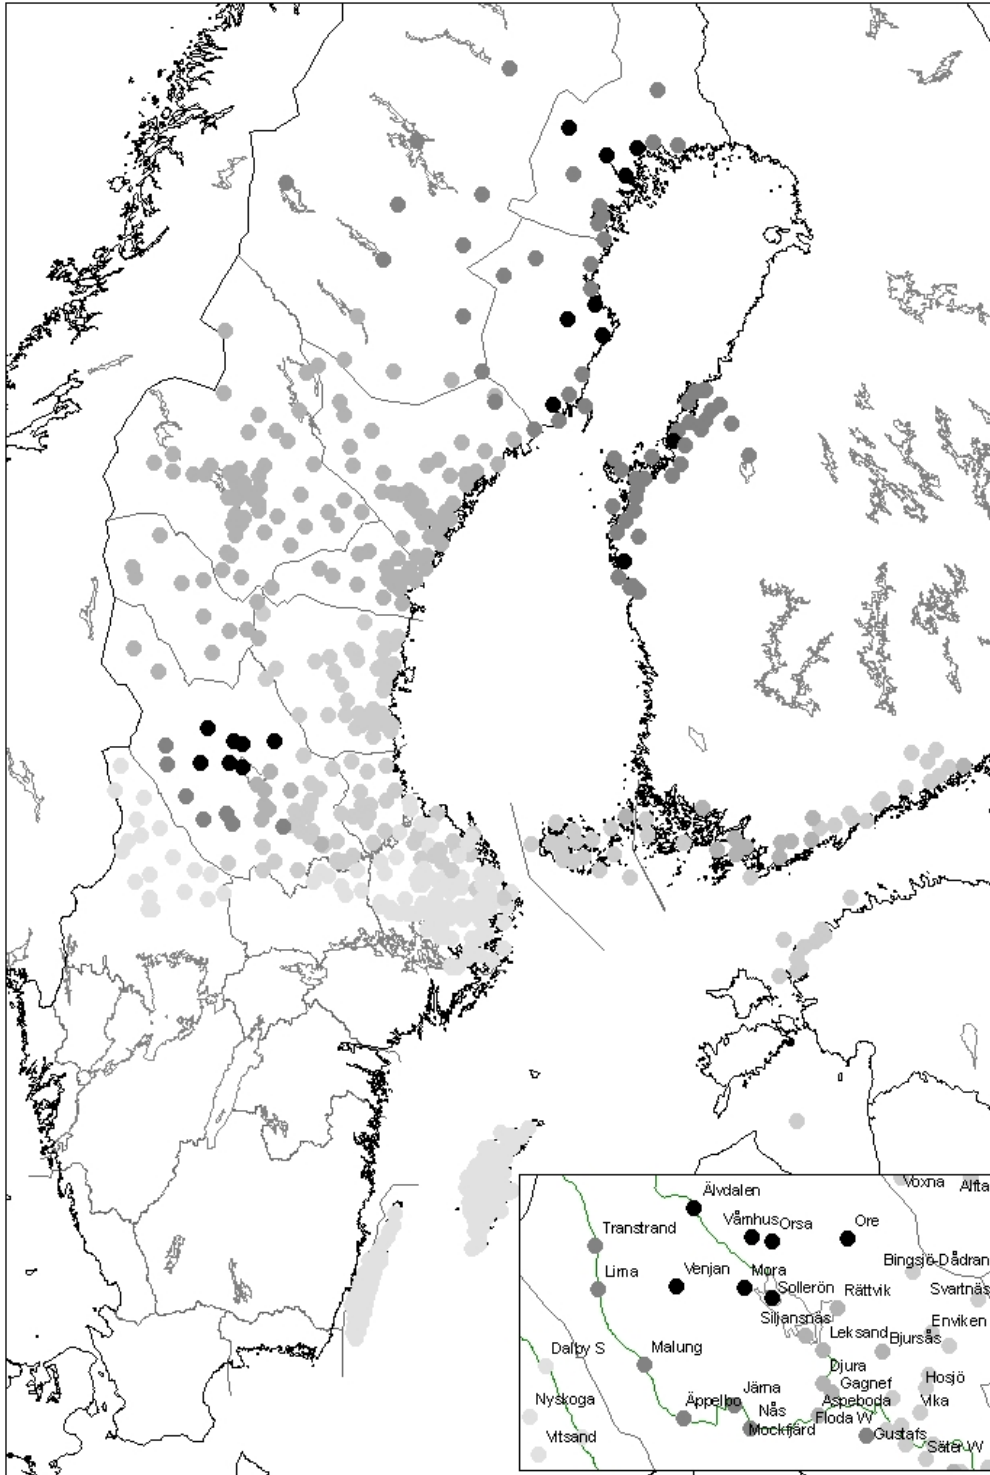 Voxna Alfta
Älvdalen
Våmhus Orsa Ore
Transtrand
Bingsjö-Dådran
Lima Venjan Mora
Sollerön Rättvik Svartnäs
Siljansnäs Enviken
Leksand Bjursås
Dalby S Malung
Djura
Gagnef Hosjö
Nyskoga Äppelbo Järna Aspeboda Vika
Nås Floda W
Vitsand Mockfjärd Gustafs
Säter W